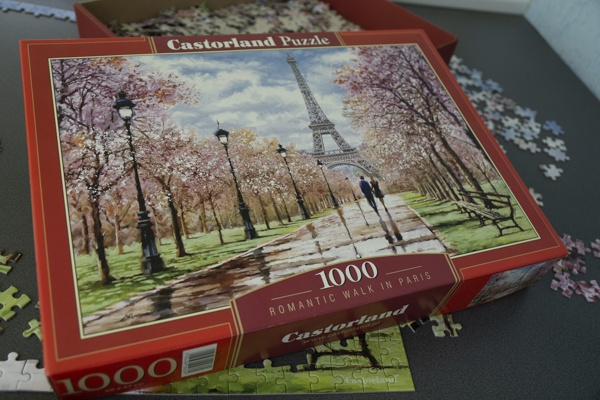 Castorland Puzzle
1000
ROMANTIC WALK IN PARIS
Castorland
1000